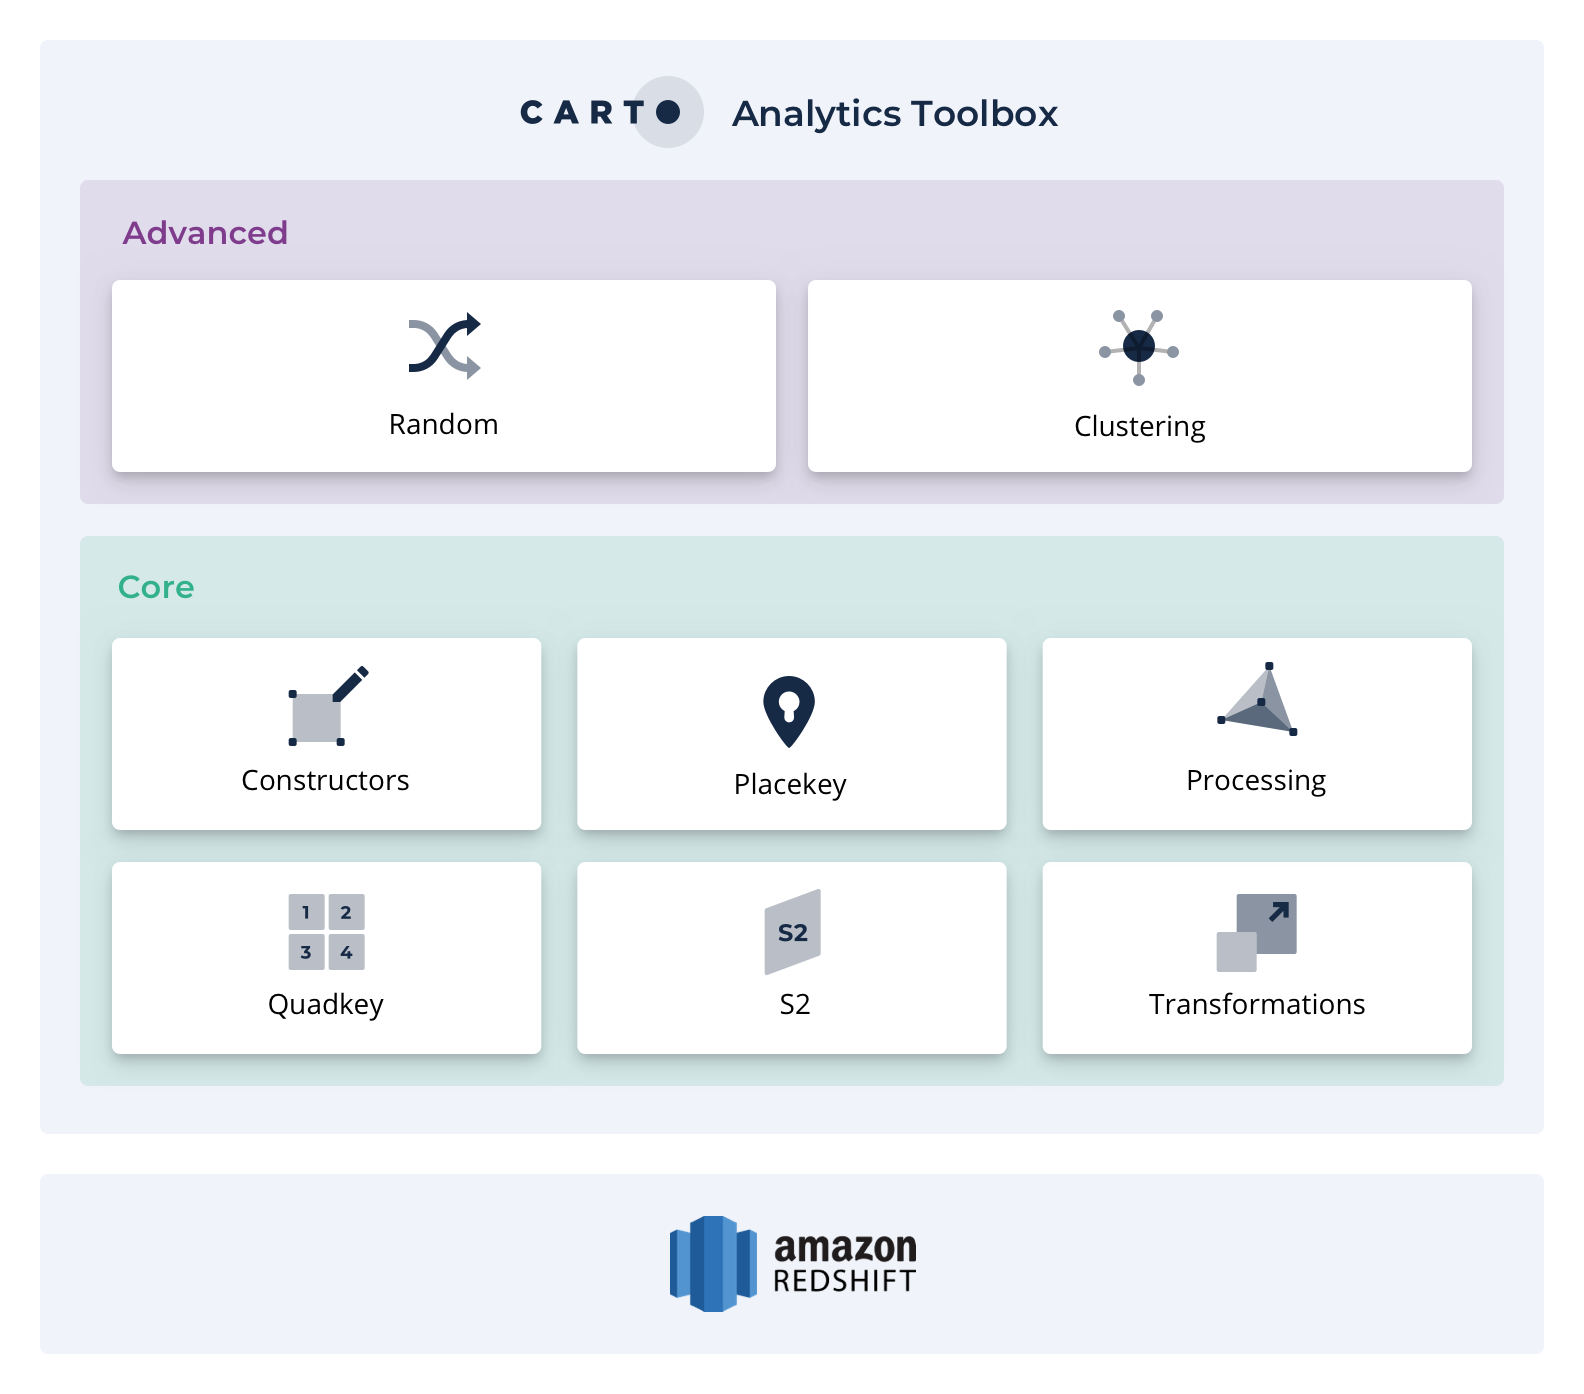 CARTO Analytics Toolbox
Advanced
Random
Clustering
Core
Constructors
Placekey
Processing
1 2
3 4
Quadkey
S2
S2
Transformations
amazon
REDSHIFT